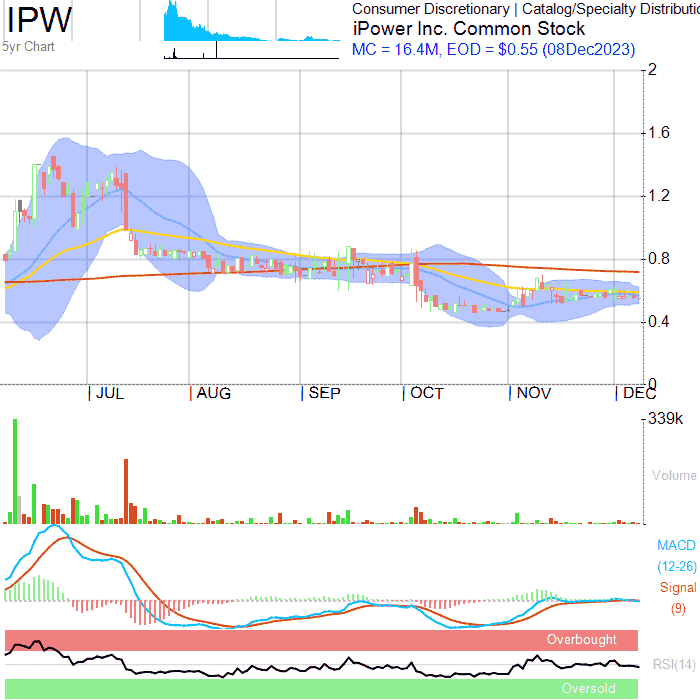 IPW
5yr Chart
Consumer Discretionary | Catalog/Specialty Distributio
iPower Inc. Common Stock
MC = 16.4M, EOD = $0.55 (08Dec2023)
2
1.6
1.2
0.8
0.4
0
JUL AUG SEP OCT NOV DEC
339k
Volume
MACD
(12-26)
Signal
(9)
Overbought
RSI(14)
Oversold